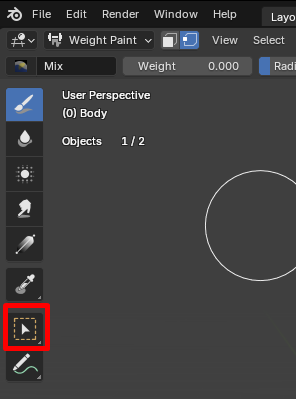 File Edit Render Window Help Layo
Weight Paint View Select
Mix Weight 0.000 Radi
User Perspective
(0) Body
Objects 1 / 2